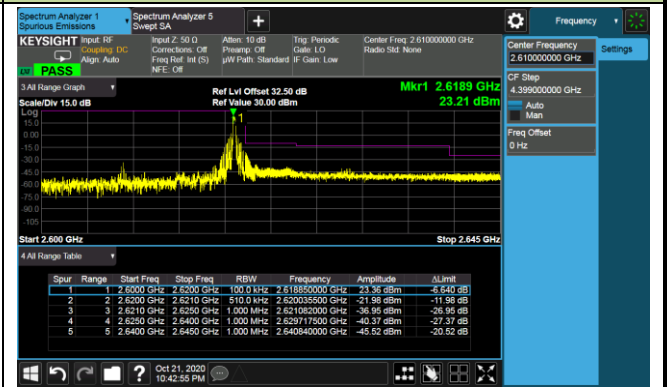 Spectrum Analyzer 1
Spurious Emissions
Spectrum Analyzer 5
Swept SA
Frequency
KEYSIGHT
Input: RF
Coupling: DC
Align: Auto
Input Z: 50 Ω
Corrections: Off
Freq Ref: Int (S)
NFE: Off
Atten: 10 dB
Preamp: Off
µW Path: Standard
Trig: Periodic
Gate: LO
IF Gain: Low
Center Freq: 2.610000000 GHz
Radio Std: None
PASS
Center Frequency
2.610000000 GHz
Settings
CF Step
4.399000000 GHz
Auto
Man
Freq Offset
0 Hz
3 All Range Graph
Scale/Div 15.0 dB
Ref Lvl Offset 32.50 dB
Ref Value 30.00 dBm
Mkr1 2.6189 GHz
23.21 dBm
Log
15.0
0.00
-15.0
-30.0
-45.0
-60.0
-75.0
-90.0
-105
1
Start 2.600 GHz
Stop 2.645 GHz
4 All Range Table
Spur Range Start Freq Stop Freq RBW Frequency Amplitude ΔLimit
1 1 2.6000 GHz 2.6200 GHz 100.0 kHz 2.618850000 GHz 23.36 dBm -6.640 dB
2 2 2.6200 GHz 2.6210 GHz 510.0 kHz 2.620035500 GHz -21.98 dBm -11.98 dB
3 3 2.6210 GHz 2.6250 GHz 1.000 MHz 2.621082000 GHz -36.95 dBm -26.95 dB
4 4 2.6250 GHz 2.6400 GHz 1.000 MHz 2.629717500 GHz -40.37 dBm -27.37 dB
5 5 2.6400 GHz 2.6450 GHz 1.000 MHz 2.640840000 GHz -45.52 dBm -20.52 dB
Oct 21, 2020
10:42:55 PM